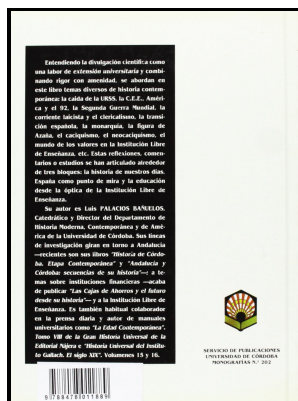 Entendiendo la divulgación científica como
una labor de extensión universitaria y combi-
nando rigor con amenidad, se abordan en
este libro temas diversos de historia contem-
poránea: la caída de la URSS, la C.E.E., Améri-
ca y el 92, la Segunda Guerra Mundial, la
corriente laicista y el clericalismo, la transi-
ción española, la monarquía, la figura de
Azaña, el caciquismo, el neocaciquismo, el
mundo de los valores en la Institución Libre
de Enseñanza, etc. Estas reflexiones, comen-
tarios o estudios se han articulado alrededor
de tres bloques: la historia de nuestros días,
España como punto de mira y la educación
desde la óptica de la Institución Libre de
Enseñanza.
Su autor es Luis PALACIOS BAÑUELOS,
Catedrático y Director del Departamento de
Historia Moderna, Contemporánea y de Amé-
rica de la Universidad de Córdoba. Sus líneas
de investigación giran en torno a Andalucía
—recientes son sus libros "Historia de Córdo-
ba. Etapa Contemporánea" y "Andalucía y
Córdoba: secuencias de su historia"—; a te-
mas sobre instituciones financieras —acaba
de publicar "Las Cajas de Ahorros y el futuro
desde su historia"— y a la Institución Libre de
Enseñanza. Es también habitual colaborador
en la prensa diaria y autor de manuales
universitarios como "La Edad Contemporánea".
Tomo VIII de la Gran Historia Universal de la
Editorial Nájera e "Historia Universal del Institu-
to Gallach. El siglo XIX". Volúmenes 15 y 16.
SERVICIO DE PUBLICACIONES
UNIVERSIDAD DE CÓRDOBA
MONOGRAFÍAS N.º 202
9 788478 011889